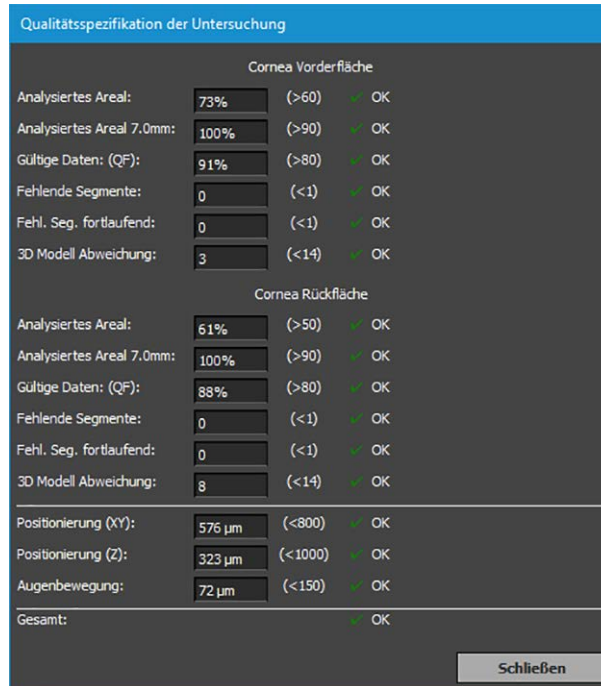 Qualitätsspezifikation der Untersuchung
Cornea Vorderfläche
Analysiertes Areal: 73% (>60) ✓ OK
Analysiertes Areal 7.0mm: 100% (>90) ✓ OK
Gültige Daten: (QF): 91% (>80) ✓ OK
Fehlende Segmente: 0 (<1) ✓ OK
Fehl. Seg. fortlaufend: 0 (<1) ✓ OK
3D Modell Abweichung: 3 (<14) ✓ OK
Cornea Rückfläche
Analysiertes Areal: 61% (>50) ✓ OK
Analysiertes Areal 7.0mm: 100% (>90) ✓ OK
Gültige Daten: (QF): 88% (>80) ✓ OK
Fehlende Segmente: 0 (<1) ✓ OK
Fehl. Seg. fortlaufend: 0 (<1) ✓ OK
3D Modell Abweichung: 8 (<14) ✓ OK
Positionierung (XY): 576 µm (<800) ✓ OK
Positionierung (Z): 323 µm (<1000) ✓ OK
Augenbewegung: 72 µm (<150) ✓ OK
Gesamt: ✓ OK
Schließen